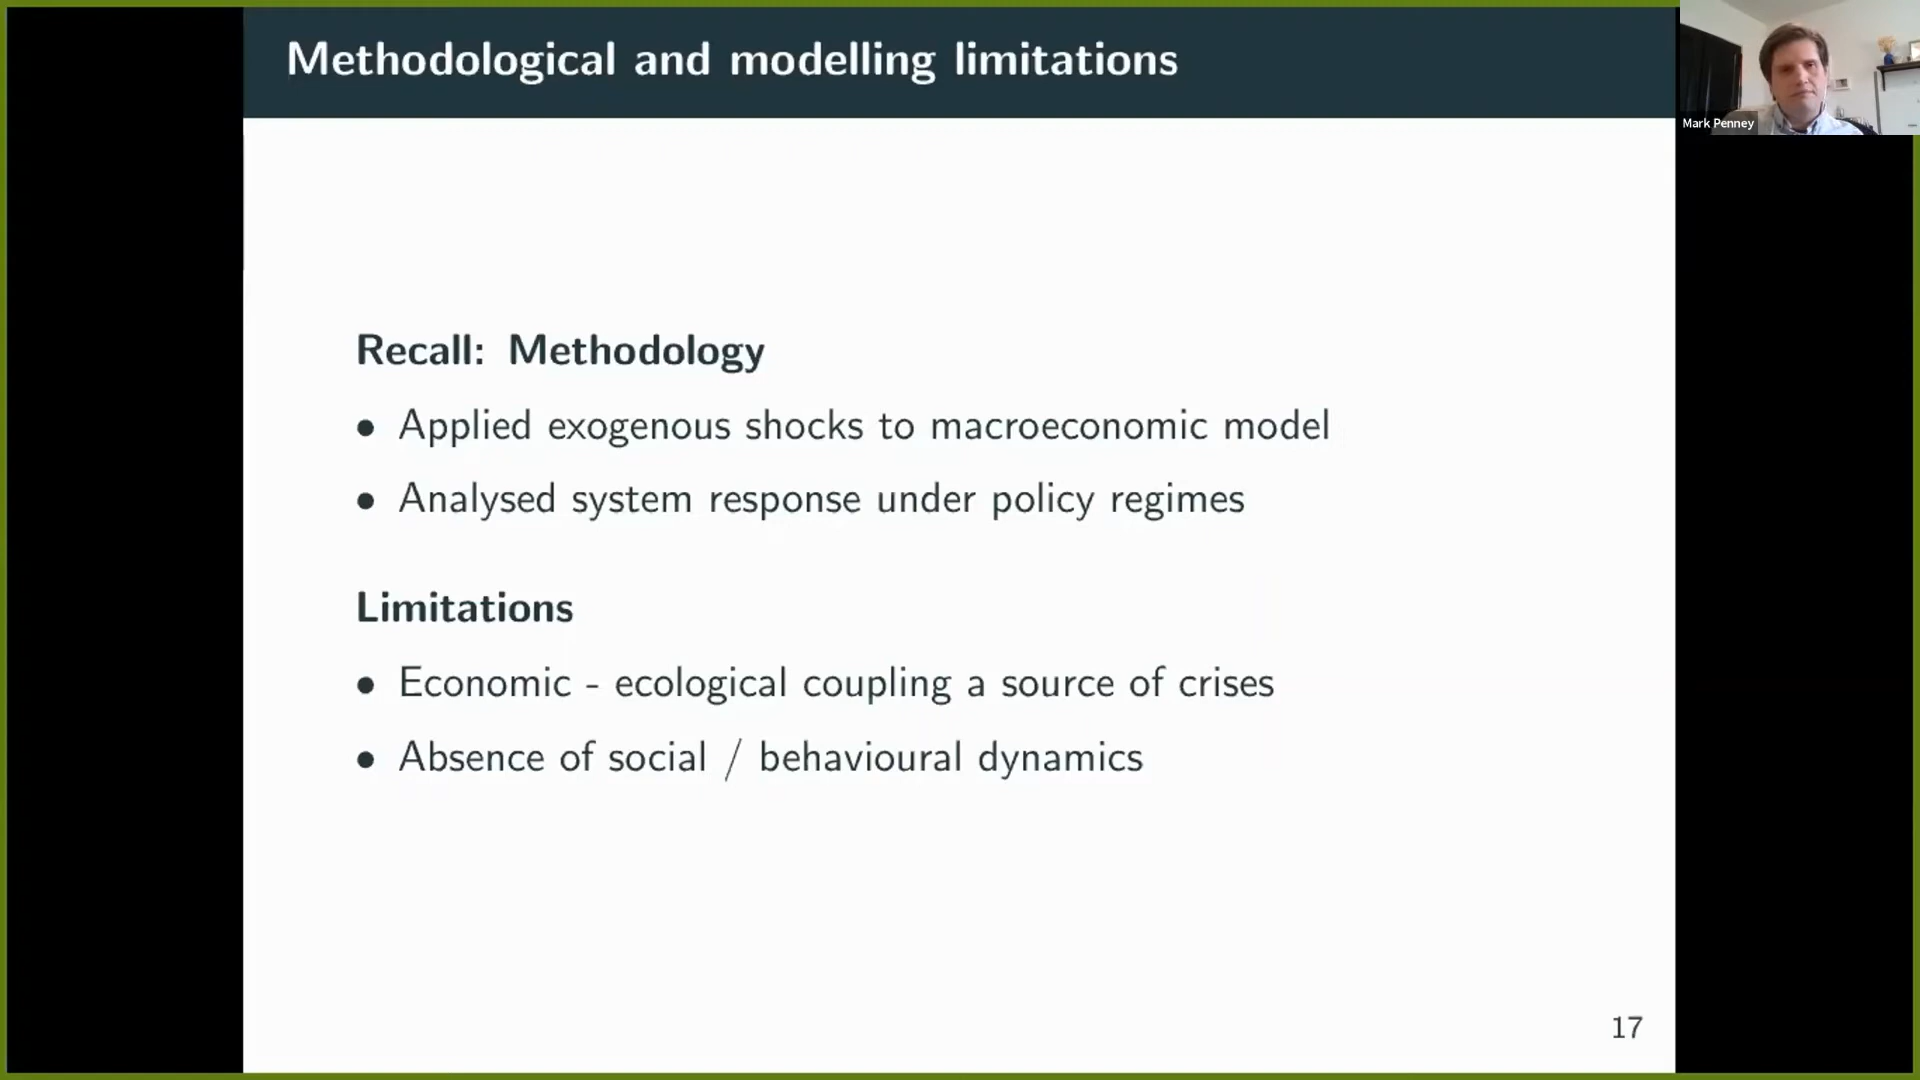 Methodological and modelling limitations
Mark Penney
Recall: Methodology
• Applied exogenous shocks to macroeconomic model
• Analysed system response under policy regimes
Limitations
• Economic - ecological coupling a source of crises
• Absence of social / behavioural dynamics
17